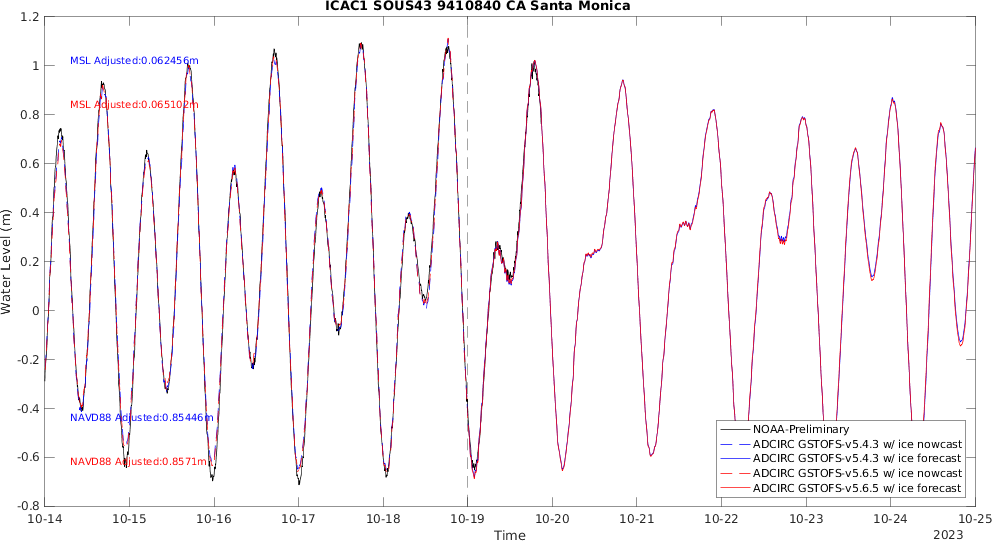 ICAC1 SOUS43 9410840 CA Santa Monica
1.2
1
0.8
0.6
0.4
0.2
0
-0.2
-0.4
-0.6
-0.8
Water Level (m)
MSL Adjusted:0.062456m
MSL Adjusted:0.065102m
NAVD88 Adjusted:0.85446m
NAVD88 Adjusted:0.8571m
NOAA-Preliminary
ADCIRC GSTOFS-v5.4.3 w/ ice nowcast
ADCIRC GSTOFS-v5.4.3 w/ ice forecast
ADCIRC GSTOFS-v5.6.5 w/ ice nowcast
ADCIRC GSTOFS-v5.6.5 w/ ice forecast
10-14 10-15 10-16 10-17 10-18 10-19 10-20 10-21 10-22 10-23 10-24 10-25
Time
2023